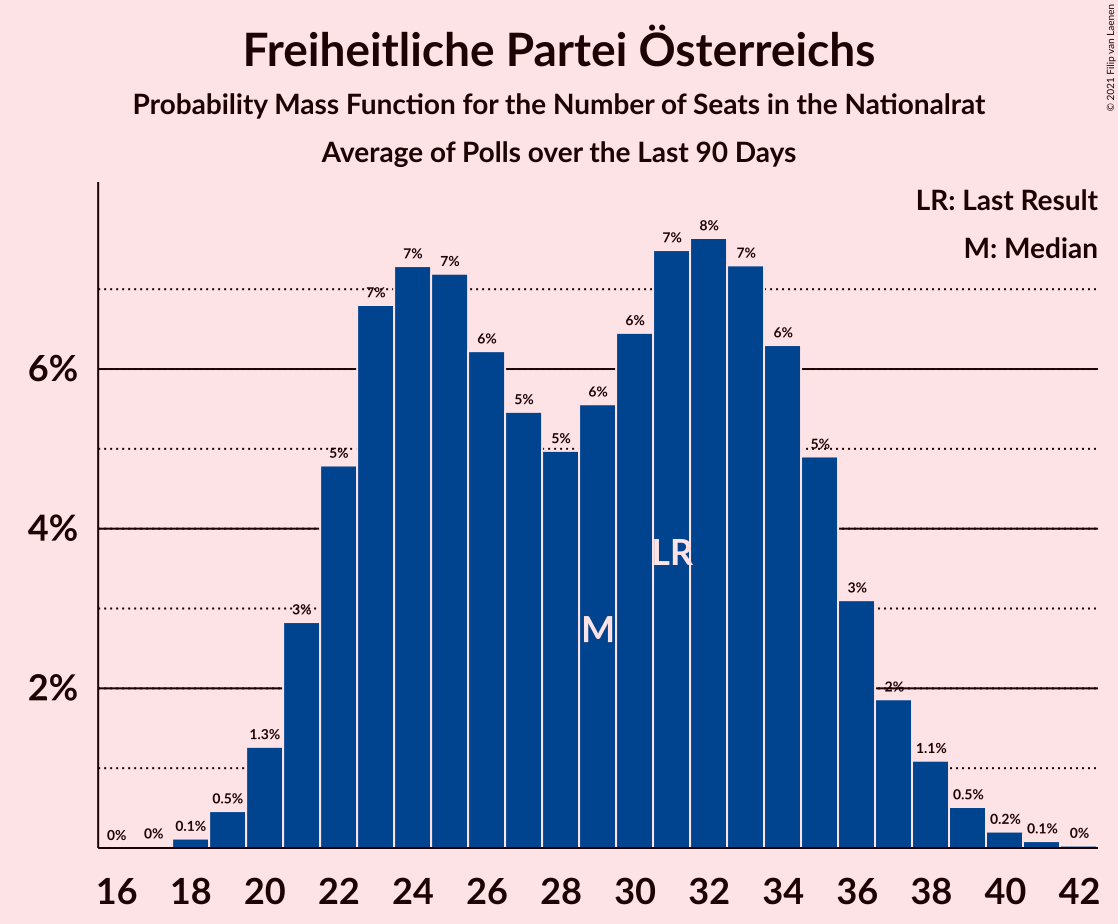 Freiheitliche Partei Österreichs
Probability Mass Function for the Number of Seats in the Nationalrat
Average of Polls over the Last 90 Days
© 2021 Filip van Laenen
LR: Last Result
M: Median
6%
4%
2%
0% 0% 0.1% 0.5% 1.3% 3% 5% 7% 7% 7% 6% 5% 5% 6% 6% 7% 8% 7% 6% 5% 3% 2% 1.1% 0.5% 0.2% 0.1% 0%
LR
M
16 18 20 22 24 26 28 30 32 34 36 38 40 42